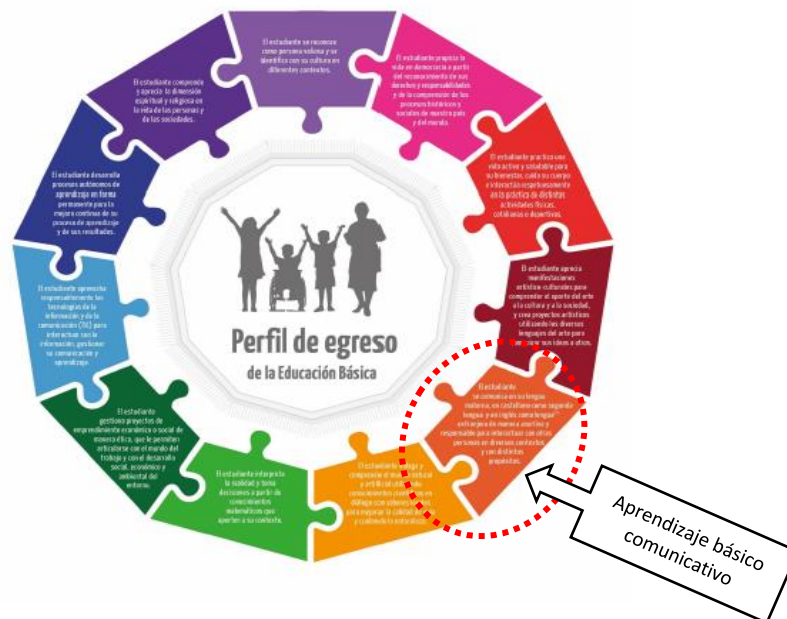 El estudiante se reconoce
como persona valiosa y se
identifica con su cultura en
diferentes contextos.
El estudiante propicia la
vida en democracia a partir
del reconocimiento de sus
derechos y responsabilidades
y de la comprensión de los
procesos históricos y
sociales de nuestro país
y del mundo.
El estudiante practica una
vida activa y saludable para
su bienestar, cuida su cuerpo
e interactúa respetuosamente
en la práctica de distintas
actividades físicas,
cotidianas o deportivas.
El estudiante aprecia
manifestaciones
artístico-culturales para
comprender el aporte del arte
a la cultura y a la sociedad,
y crea proyectos artísticos
utilizando los diversos
lenguajes del arte para
sus ideas a otros.
El estudiante
se comunica en su lengua
materna, en castellano como segunda
lengua y en inglés como lengua
extranjera de manera asertiva y
responsable para interactuar con otras
personas en diversos contextos
y con distintos
propósitos.
El estudiante indaga y
comprende el mundo natural
y artificial utilizando
conocimientos científicos en
diálogo con saberes locales
para mejorar la calidad de vida
y cuidando la naturaleza.
El estudiante interpreta
la realidad y toma
decisiones a partir de
conocimientos
matemáticos que
aporten a su contexto.
El estudiante
gestiona proyectos de
emprendimiento económico o social de
manera ética, que le permiten
articularse con el mundo del
trabajo y con el desarrollo
social, económico y
ambiental del
entorno.
El estudiante aprovecha
responsablemente las
tecnologías de la
información y de la
comunicación (TIC) para
interactuar con la
información, gestionar
su comunicación y
aprendizaje.
El estudiante desarrolla
procesos autónomos de
aprendizaje en forma
permanente para la
mejora continua de su
proceso de aprendizaje
y de sus resultados.
El estudiante comprende
y aprecia la dimensión
espiritual y religiosa en
la vida de las personas y
de las sociedades.
Perfil de egreso
de la Educación Básica
Aprendizaje básico
comunicativo